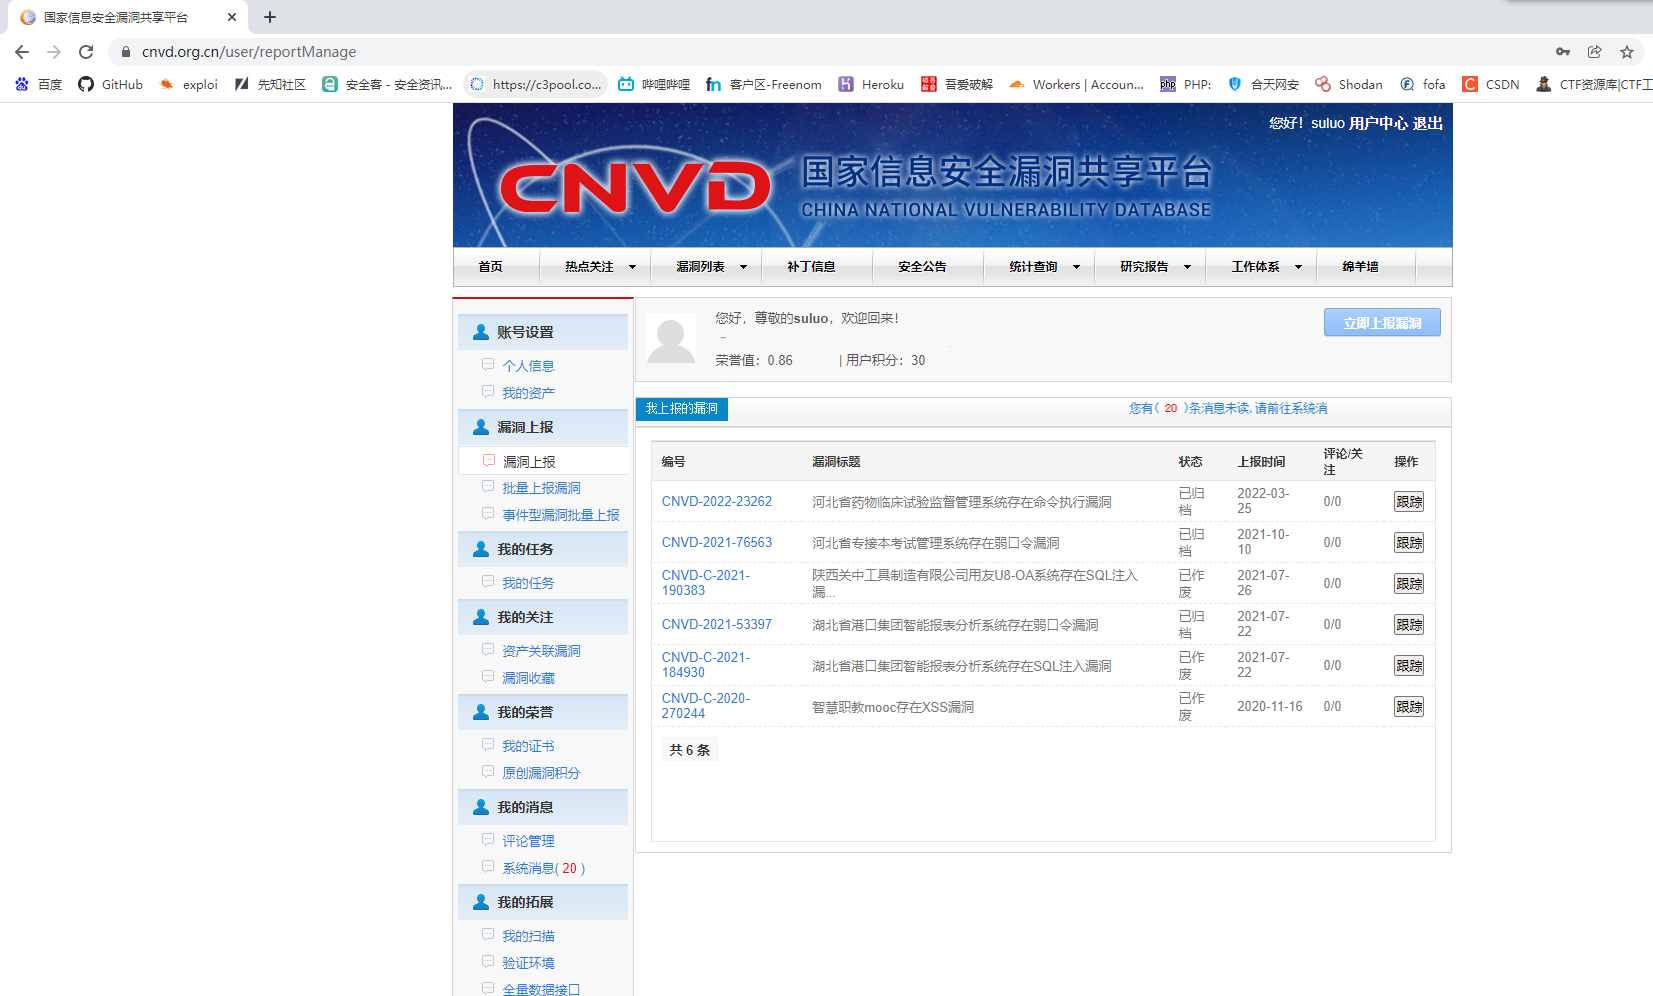 国家信息安全漏洞共享平台
cnvd.org.cn/user/reportManage
百度 GitHub exploi 先知社区 安全客 - 安全资讯... https://c3pool.co... 哔哩哔哩 客户区-Freenom Heroku 吾爱破解 Workers | Accoun... PHP: 合天网安 Shodan fofa CSDN CTF资源库|CTF工
您好！suluo 用户中心 退出
CNVD 国家信息安全漏洞共享平台
CHINA NATIONAL VULNERABILITY DATABASE
首页 热点关注 漏洞列表 补丁信息 安全公告 统计查询 研究报告 工作体系 绵羊墙
账号设置
个人信息
我的资产
漏洞上报
漏洞上报
批量上报漏洞
事件型漏洞批量上报
我的任务
我的任务
我的关注
资产关联漏洞
漏洞收藏
我的荣誉
我的证书
原创漏洞积分
我的消息
评论管理
系统消息( 20 )
我的拓展
我的扫描
验证环境
全量数据接口
您好，尊敬的suluo，欢迎回来！
立即上报漏洞
荣誉值：0.86 | 用户积分：30
我上报的漏洞 您有( 20 )条消息未读,请前往系统消
编号 漏洞标题 状态 上报时间 评论/关
注 操作
CNVD-2022-23262 河北省药物临床试验监督管理系统存在命令执行漏洞 已归
档 2022-03-
25 0/0 跟踪
CNVD-2021-76563 河北省专接本考试管理系统存在弱口令漏洞 已归
档 2021-10-
10 0/0 跟踪
CNVD-C-2021-
190383 陕西关中工具制造有限公司用友U8-OA系统存在SQL注入
漏... 已作
废 2021-07-
26 0/0 跟踪
CNVD-2021-53397 湖北省港口集团智能报表分析系统存在弱口令漏洞 已归
档 2021-07-
22 0/0 跟踪
CNVD-C-2021-
184930 湖北省港口集团智能报表分析系统存在SQL注入漏洞 已作
废 2021-07-
22 0/0 跟踪
CNVD-C-2020-
270244 智慧职教mooc存在XSS漏洞 已作
废 2020-11-16 0/0 跟踪
共 6 条